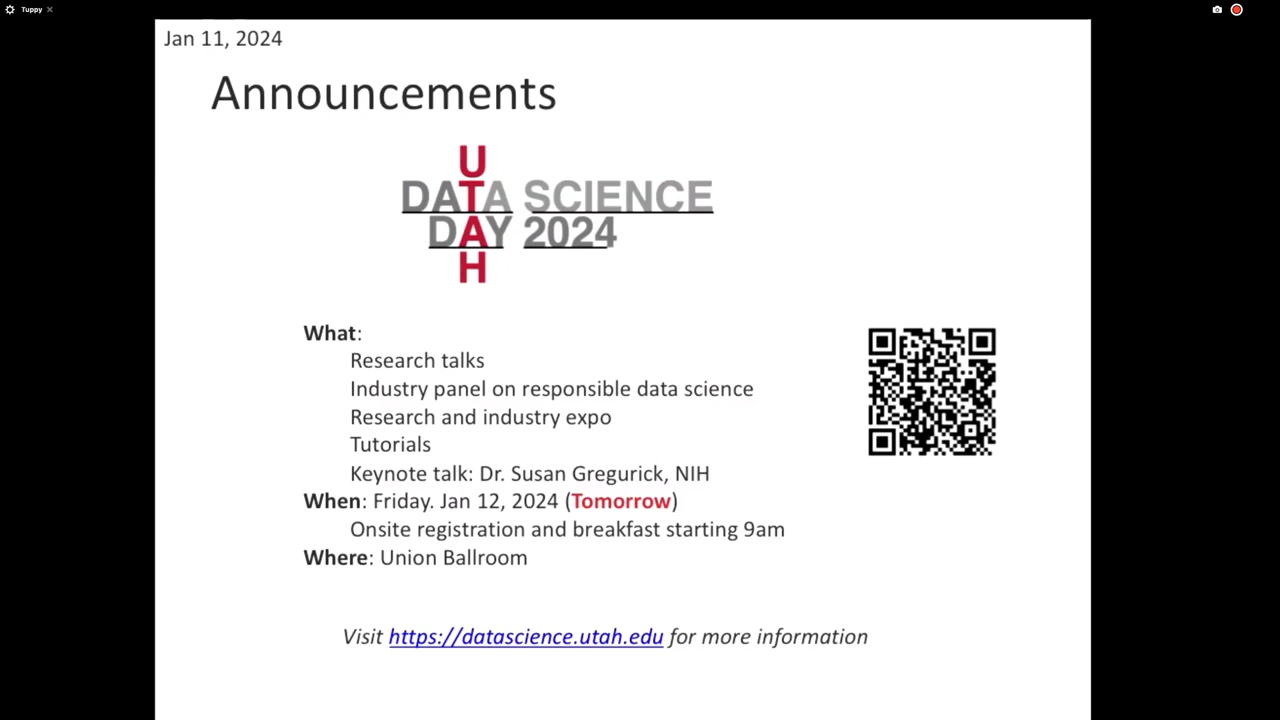 Tuppy
Jan 11, 2024
Announcements
U
DATA SCIENCE
DAY 2024
H
What:
Research talks
Industry panel on responsible data science
Research and industry expo
Tutorials
Keynote talk: Dr. Susan Gregurick, NIH
When: Friday. Jan 12, 2024 (Tomorrow)
Onsite registration and breakfast starting 9am
Where: Union Ballroom
Visit https://datascience.utah.edu for more information